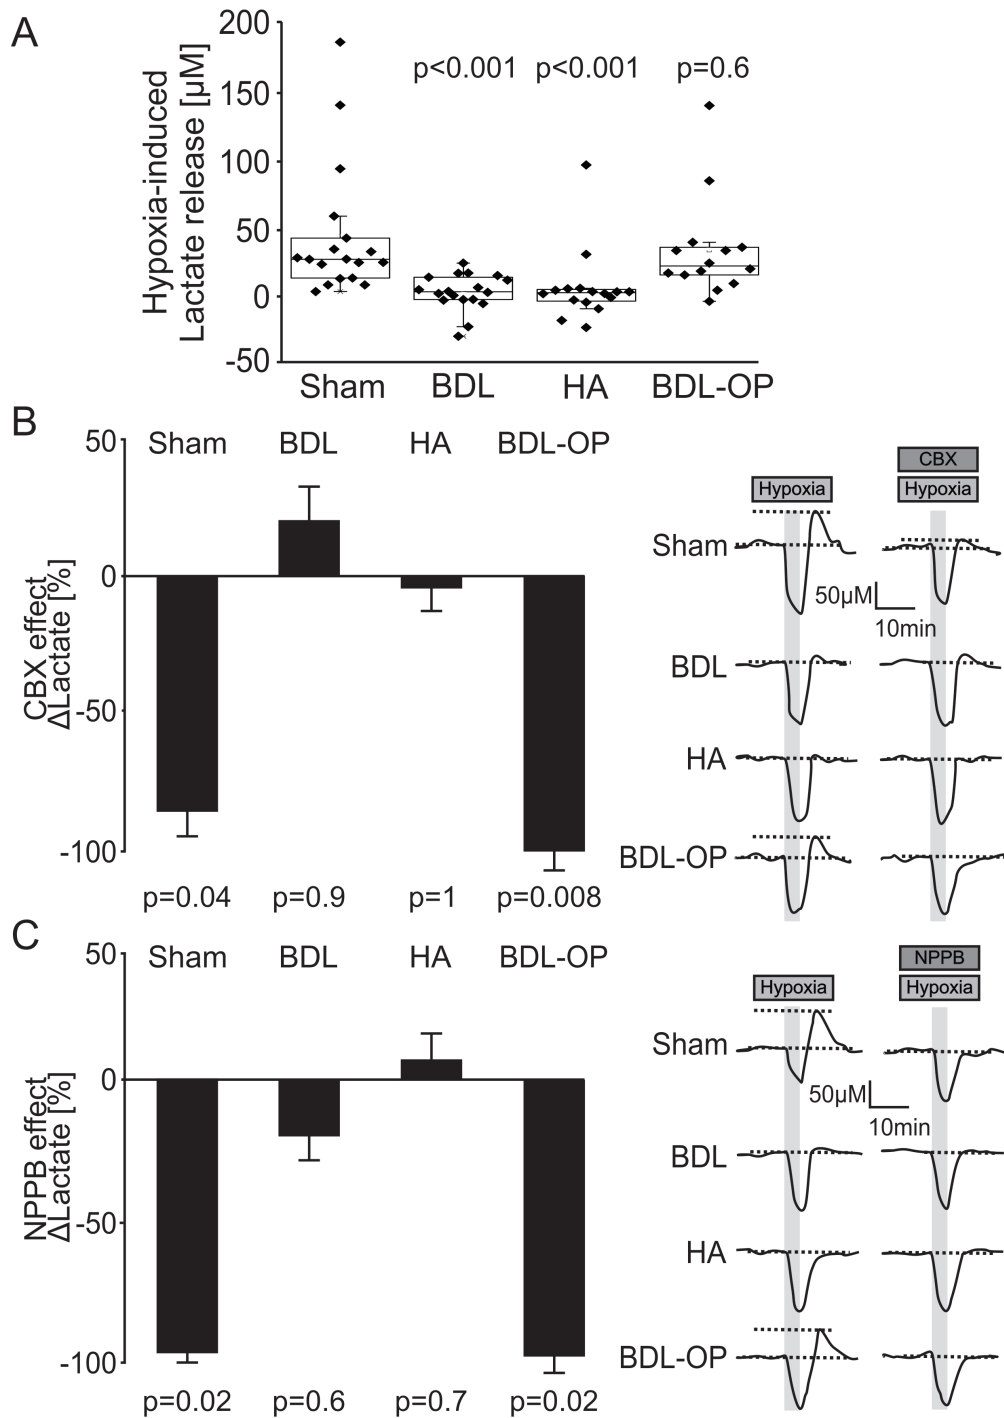 A
Hypoxia-induced
Lactate release [µM]
200
150
100
50
0
-50
p<0.001 p<0.001 p=0.6
Sham BDL HA BDL-OP
B
CBX effect
ΔLactate [%]
50
0
-50
-100
Sham BDL HA BDL-OP
p=0.04 p=0.9 p=1 p=0.008
CBX
Hypoxia Hypoxia
Sham
50µM
10min
BDL
HA
BDL-OP
C
NPPB effect
ΔLactate [%]
50
0
-50
-100
Sham BDL HA BDL-OP
p=0.02 p=0.6 p=0.7 p=0.02
NPPB
Hypoxia Hypoxia
Sham
50µM
10min
BDL
HA
BDL-OP